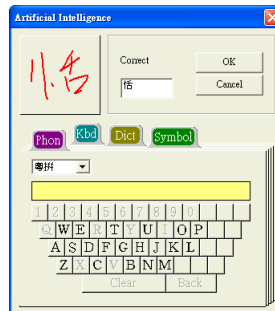 Artificial Intelligence
恬
Correct
OK
恬
Cancel
Phon Kbd Dict Symbol
粵拼
1 2 3 4 5 6 7 8 9 0
Q W E R T Y U I O P
A S D F G H J K L
Z X C V B N M
Clear Back